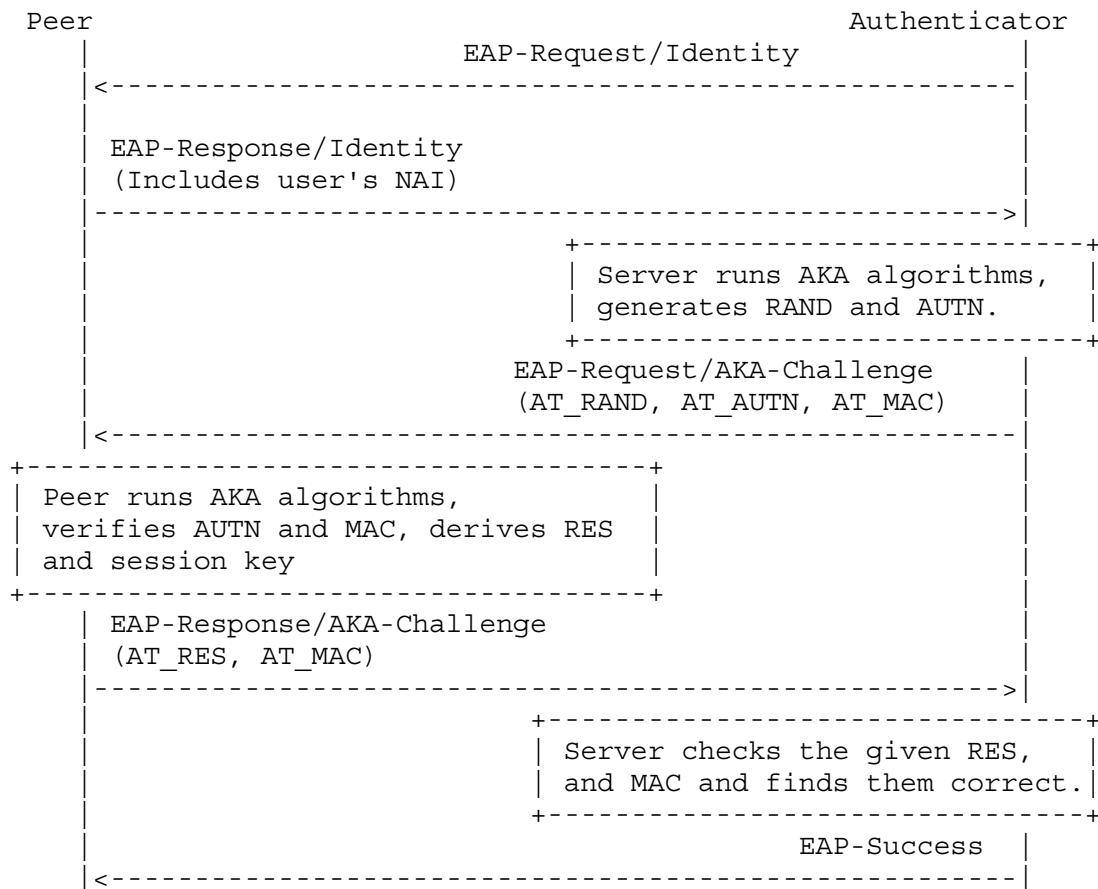 Peer Authenticator
EAP-Request/Identity
EAP-Response/Identity
(Includes user's NAI)
Server runs AKA algorithms,
generates RAND and AUTN.
EAP-Request/AKA-Challenge
(AT_RAND, AT_AUTN, AT_MAC)
Peer runs AKA algorithms,
verifies AUTN and MAC, derives RES
and session key
EAP-Response/AKA-Challenge
(AT_RES, AT_MAC)
Server checks the given RES,
and MAC and finds them correct.
EAP-Success